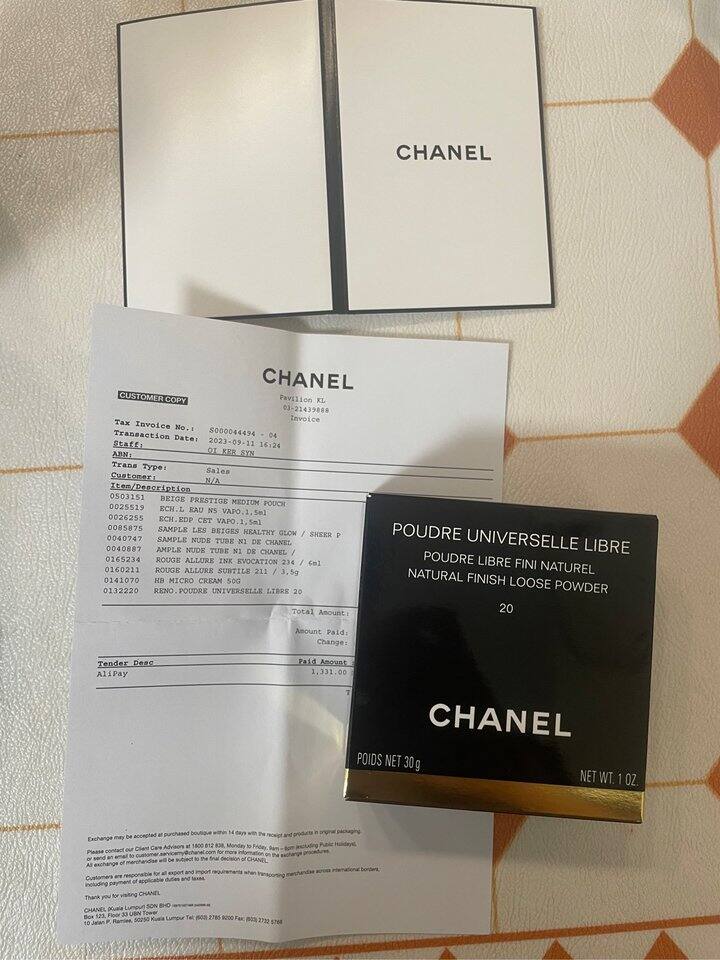 CHANEL
CHANEL
CUSTOMER COPY
Pavilion KL
03-21439888
Invoice
Tax Invoice No.: S000044494 - 04
Transaction Date: 2023-09-11 16:24
Staff: OI KER SYN
ABN:
Trans Type: Sales
Customer: N/A
Item/Description
0503151 BEIGE PRESTIGE MEDIUM POUCH
0025519 ECH.L EAU N5 VAPO.1,5ml
0026255 ECH.EDP CET VAPO.1,5ml
0085875 SAMPLE LES BEIGES HEALTHY GLOW / SHEER P
0040747 SAMPLE NUDE TUBE N1 DE CHANEL
0040887 AMPLE NUDE TUBE N1 DE CHANEL /
0165234 ROUGE ALLURE INK EVOCATION 234 / 6ml
0160211 ROUGE ALLURE SUBTILE 211 / 3,5g
0141070 HB MICRO CREAM 50G
0132220 RENO.POUDRE UNIVERSELLE LIBRE 20
Total Amount:
Amount Paid:
Change:
Tender Desc Paid Amount
AliPay 1,331.00
T
Exchange may be accepted at purchased boutique within 14 days with the receipt and products in original packaging.
Please contact our Client Care Advisors at 1800 812 838, Monday to Friday, 9am – 6pm (excluding Public Holidays),
or send an email to customer.servicemy@chanel.com for more information on the exchange procedures.
All exchange of merchandise will be subject to the final decision of CHANEL.
Customers are responsible for all export and import requirements when transporting merchandise across international borders,
including payment of applicable duties and taxes.
Thank you for visiting CHANEL
CHANEL (Kuala Lumpur) SDN BHD
Box 123, Floor 33 UBN Tower
10 Jalan P. Ramlee, 50250 Kuala Lumpur Tel: (603) 2785 9200 Fax: (603) 2732 5768
POUDRE UNIVERSELLE LIBRE
POUDRE LIBRE FINI NATUREL
NATURAL FINISH LOOSE POWDER
20
CHANEL
POIDS NET 30g
NET WT. 1 OZ.